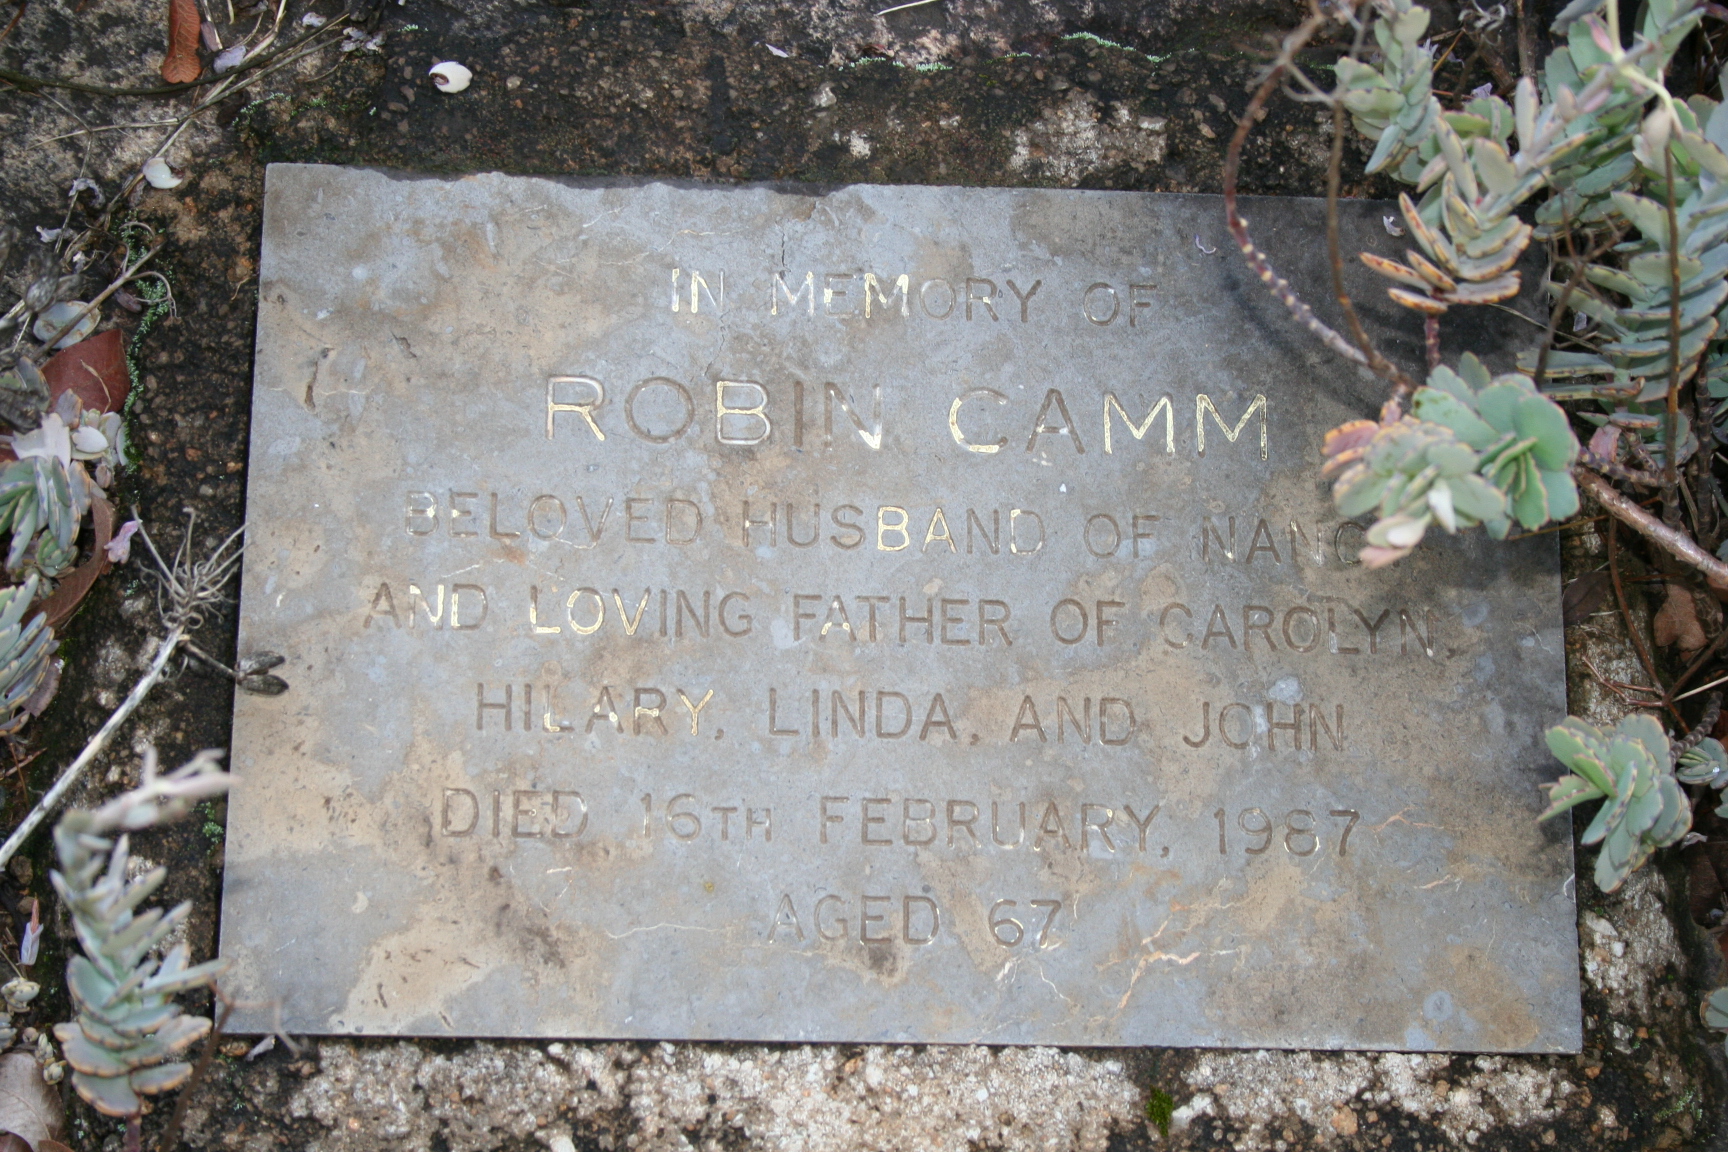 IN MEMORY OF
ROBIN CAMM
BELOVED HUSBAND OF
AND LOVING FATHER OF CAROLYN,
HILARY, LINDA, AND JOHN
DIED 16TH FEBRUARY, 1987
AGED 67